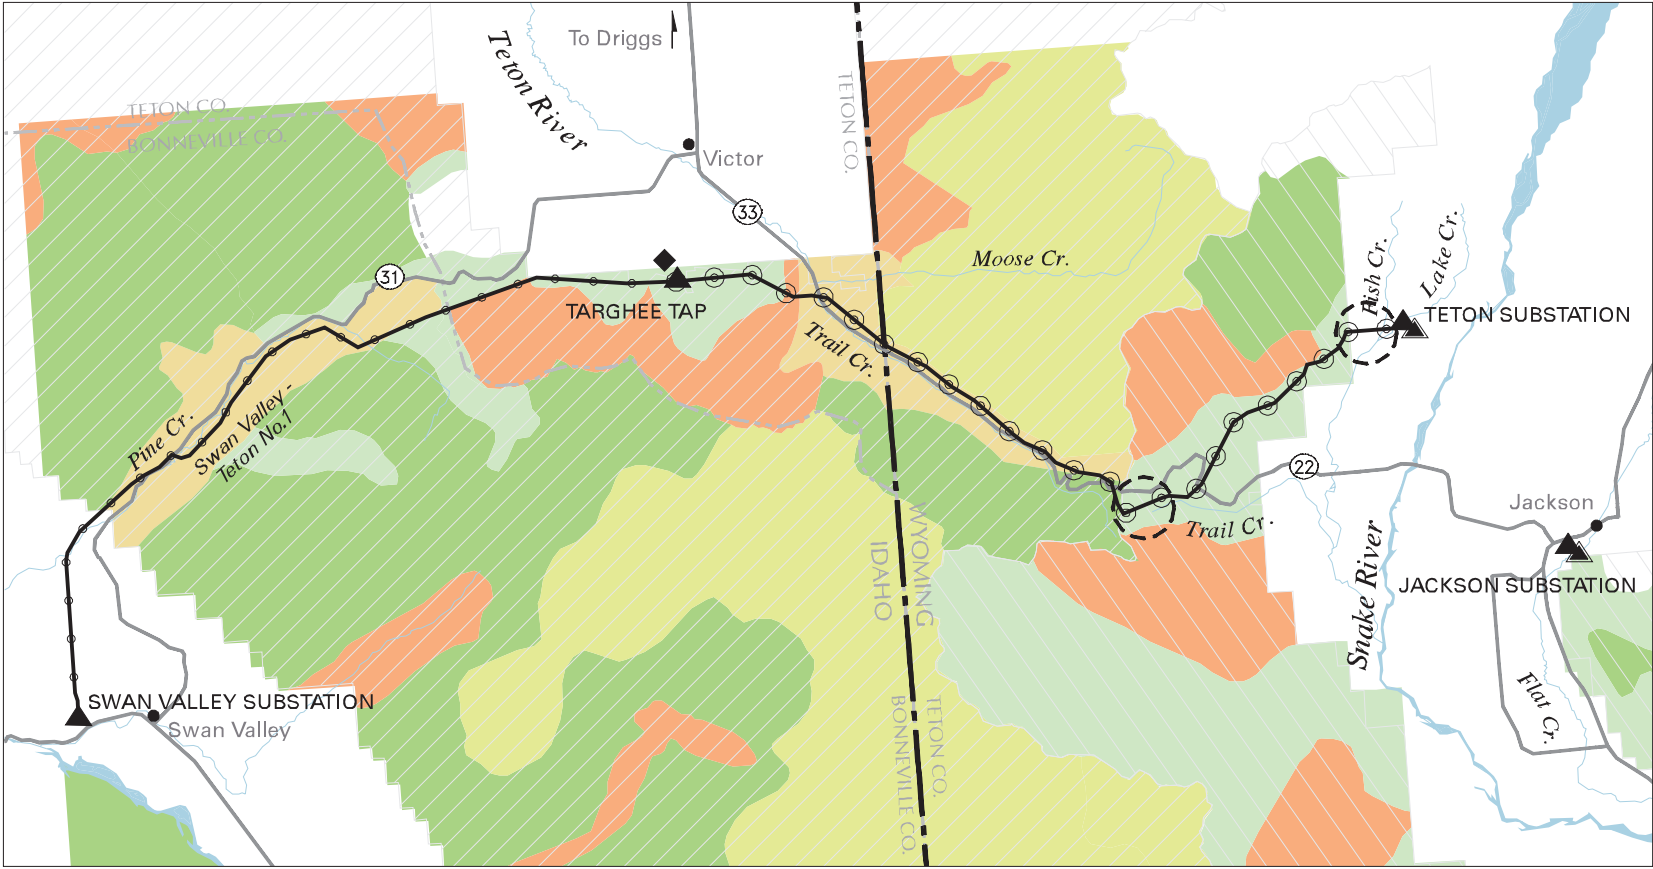 To Driggs
Teton River
TETON CO.
BONNEVILLE CO.
Victor
33
TETON CO.
31
TARGHEE TAP
Moose Cr.
Fish Cr.
Lake Cr.
TETON SUBSTATION
Trail Cr.
Pine Cr.
Swan Valley -
Teton No.1
22
Jackson
Trail Cr.
WYOMING
IDAHO
Snake River
JACKSON SUBSTATION
SWAN VALLEY SUBSTATION
Swan Valley
TETON CO.
BONNEVILLE CO.
Flat Cr.